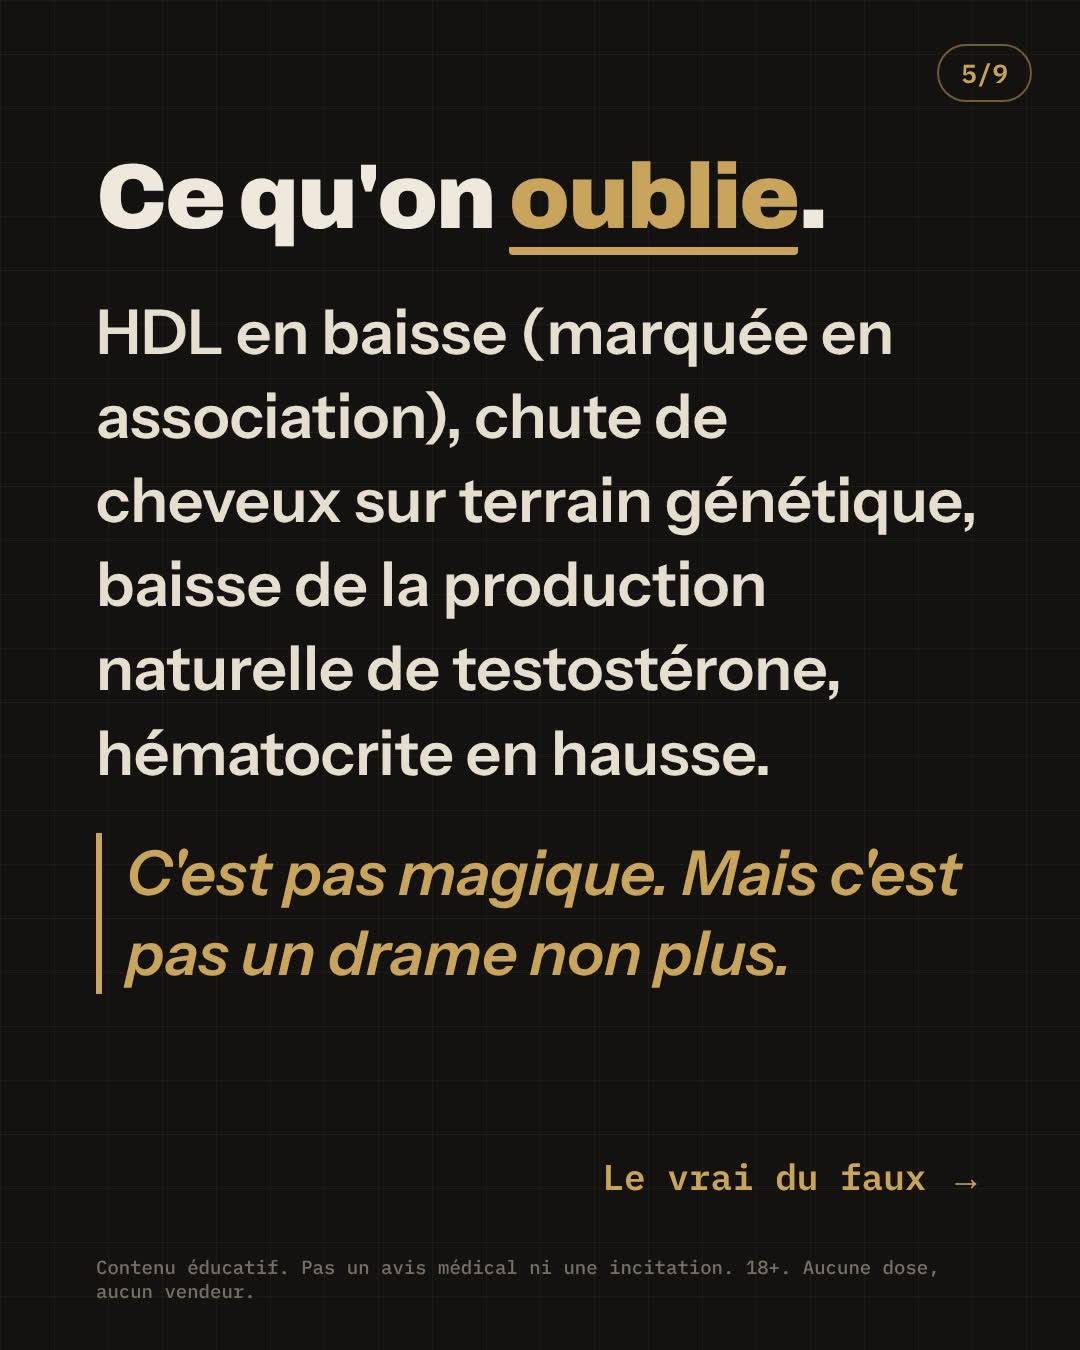 5/9
Ce qu'on oublie.
HDL en baisse (marquée en
association), chute de
cheveux sur terrain génétique,
baisse de la production
naturelle de testostérone,
hématocrite en hausse.
C'est pas magique. Mais c'est
pas un drame non plus.
Le vrai du faux →
Contenu éducatif. Pas un avis médical ni une incitation. 18+. Aucune dose,
aucun vendeur.